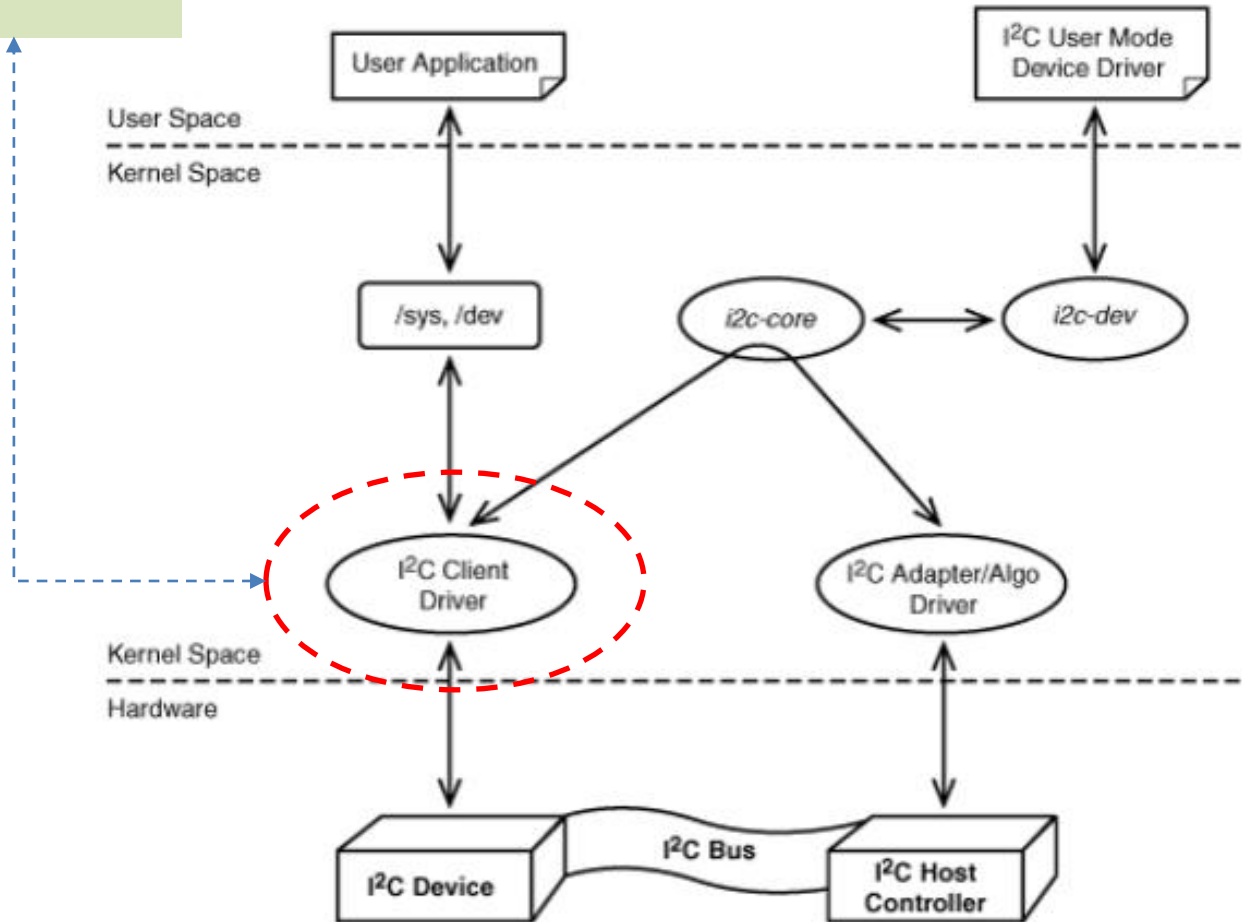 User Application
I²C User Mode
Device Driver
User Space
Kernel Space
/sys, /dev
i2c-core
i2c-dev
I²C Client
Driver
I²C Adapter/Algo
Driver
Kernel Space
Hardware
I²C Bus
I²C Device
I²C Host
Controller